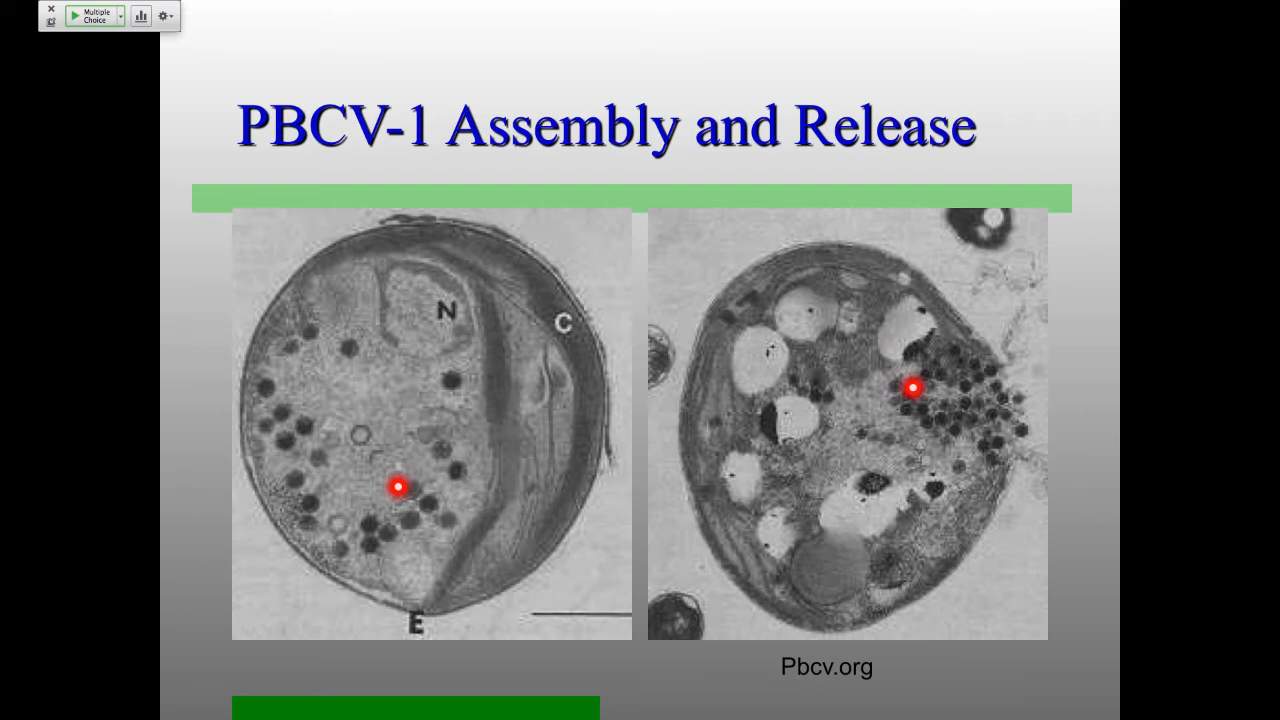 Multiple
Choice
PBCV-1 Assembly and Release
N
C
E
Pbcv.org